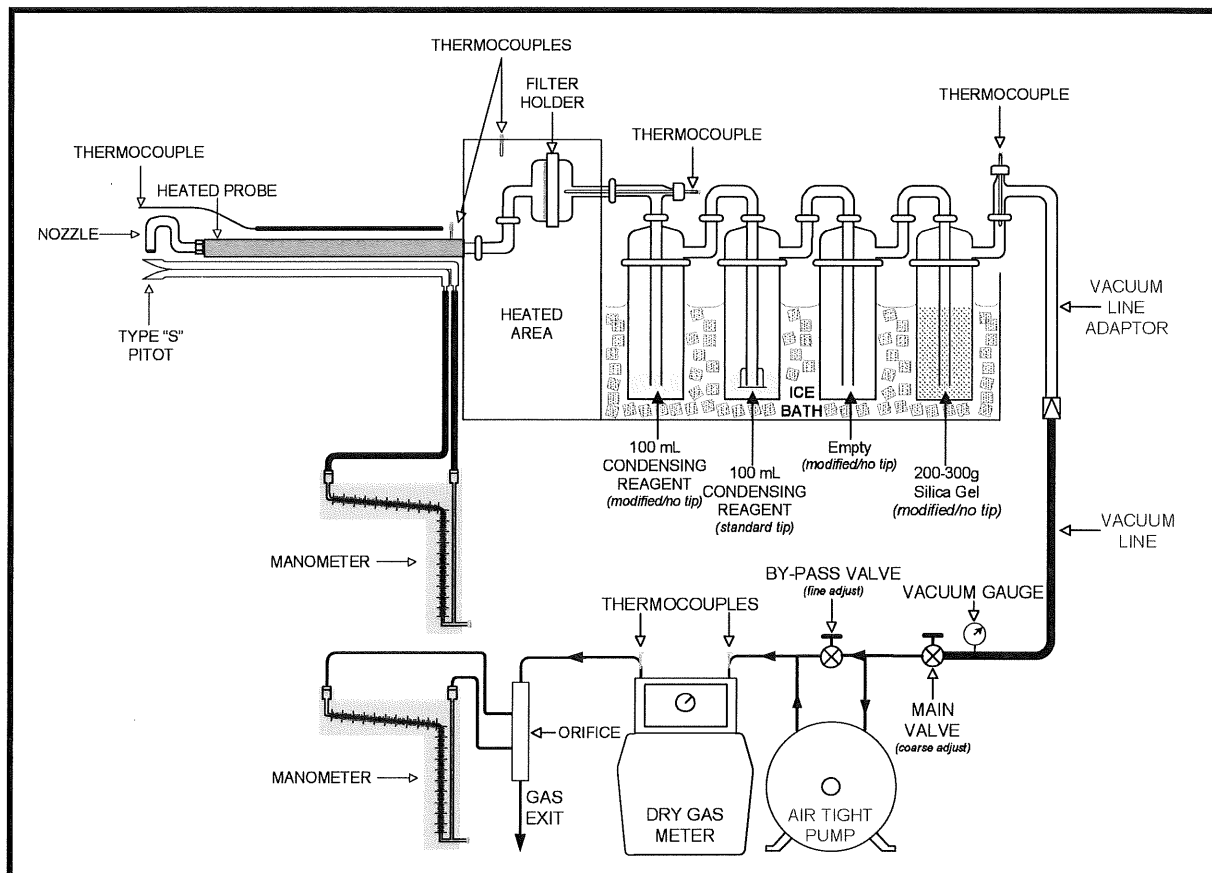 THERMOCOUPLES
FILTER
HOLDER
THERMOCOUPLE
THERMOCOUPLE
THERMOCOUPLE
HEATED PROBE
NOZZLE
TYPE "S"
PITOT
HEATED
AREA
VACUUM
LINE
ADAPTOR
ICE
BATH
100 mL
CONDENSING
REAGENT
(modified/no tip)
100 mL
CONDENSING
REAGENT
(standard tip)
Empty
(modified/no tip)
200-300g
Silica Gel
(modified/no tip)
VACUUM
LINE
MANOMETER
BY-PASS VALVE
(fine adjust)
VACUUM GAUGE
THERMOCOUPLES
MAIN
VALVE
(coarse adjust)
ORIFICE
MANOMETER
GAS
EXIT
DRY GAS
METER
AIR TIGHT
PUMP